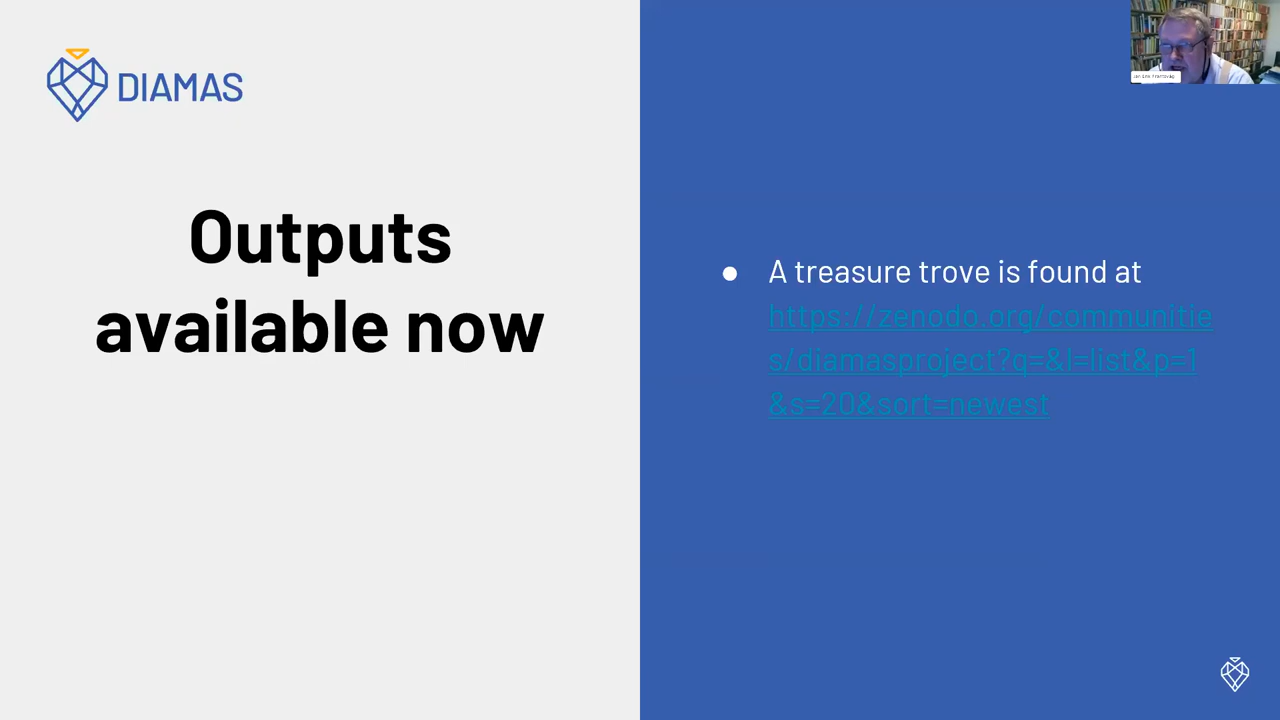 DIAMAS
Outputs
available now
● A treasure trove is found at
https://zenodo.org/communitie
s/diamasproject?q=&l=list&p=1
&s=20&sort=newest